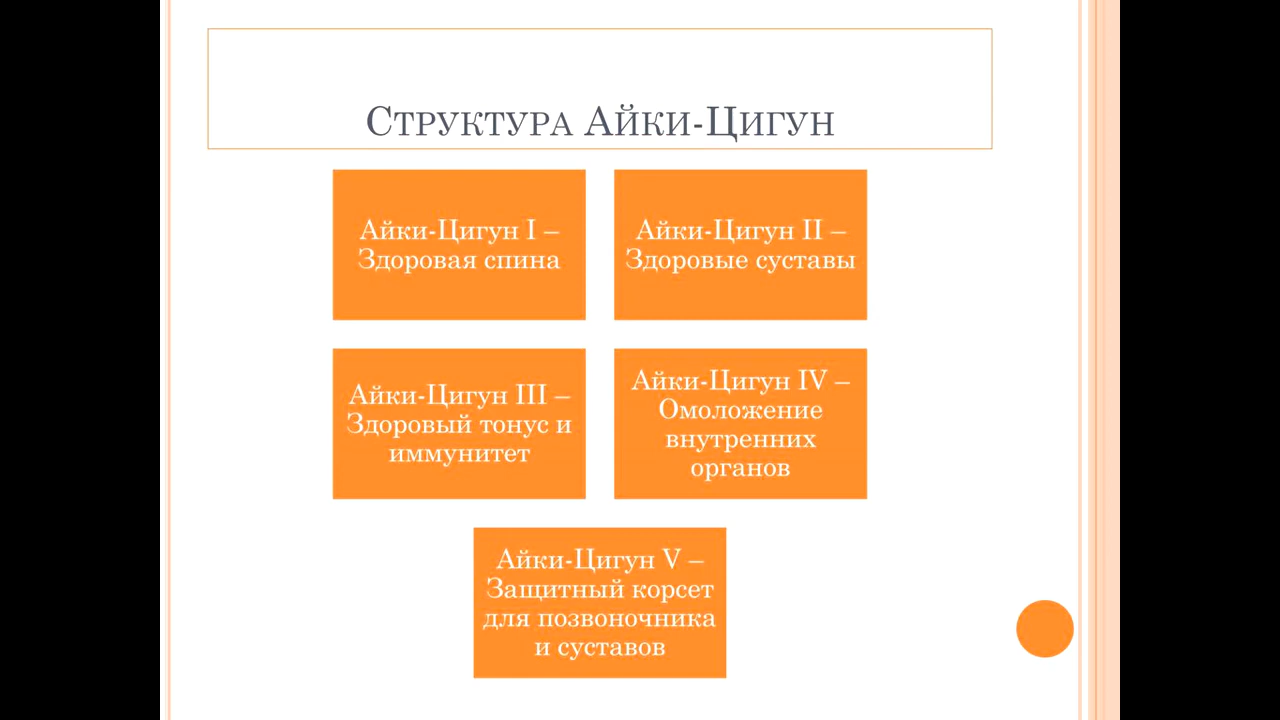 Структура Айки-Цигун
Айки-Цигун I –
Здоровая спина
Айки-Цигун II –
Здоровые суставы
Айки-Цигун III –
Здоровый тонус и
иммунитет
Айки-Цигун IV –
Омоложение
внутренних
органов
Айки-Цигун V –
Защитный корсет
для позвоночника
и суставов